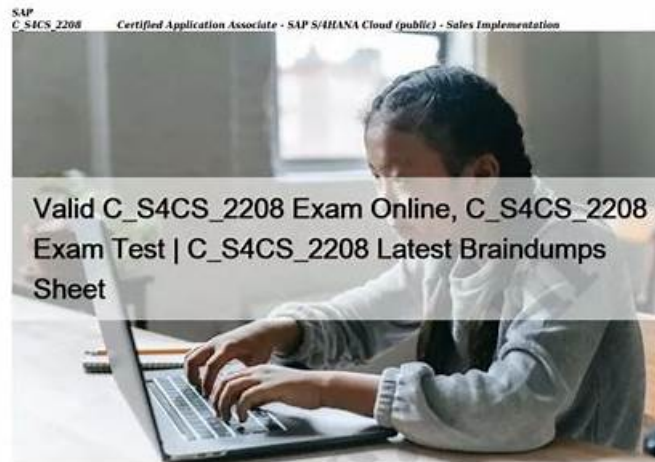 SAP
C_S4CS_2208 Certified Application Associate - SAP S/4HANA Cloud (public) - Sales Implementation
Valid C_S4CS_2208 Exam Online, C_S4CS_2208
Exam Test | C_S4CS_2208 Latest Braindumps
Sheet